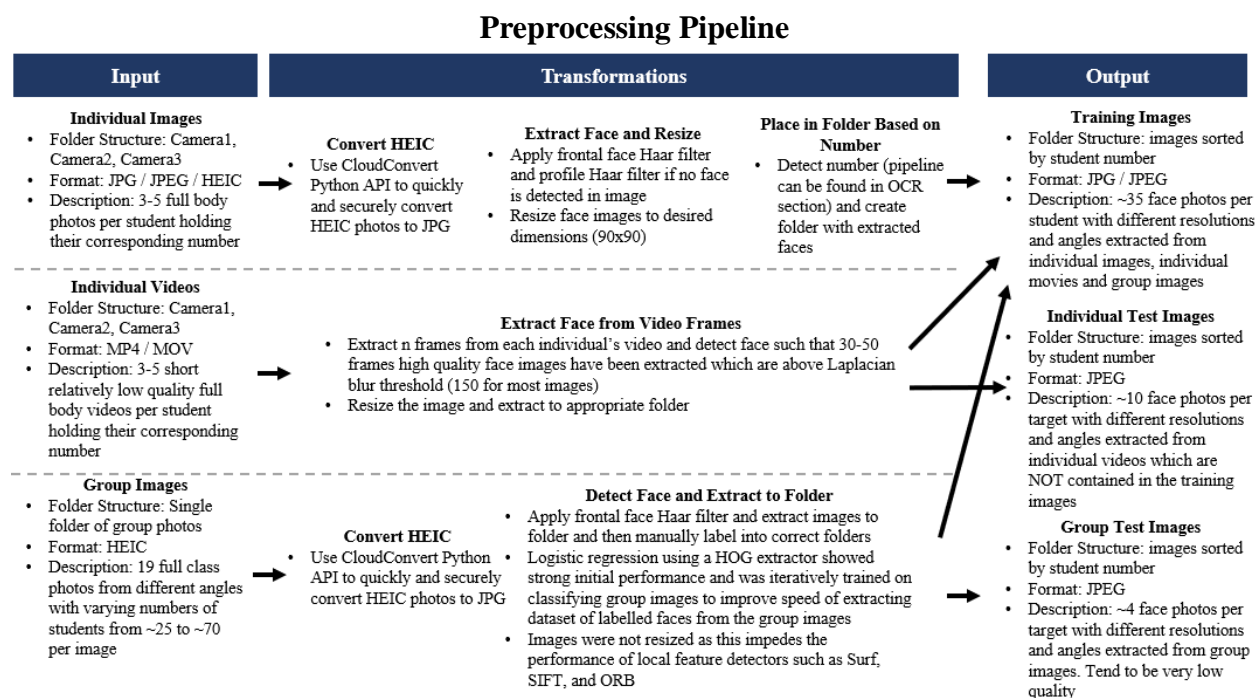 Preprocessing Pipeline
Input
Transformations
Output
Individual Images
• Folder Structure: Camera1,
Camera2, Camera3
• Format: JPG / JPEG / HEIC
• Description: 3-5 full body
photos per student holding
their corresponding number
Convert HEIC
• Use CloudConvert
Python API to quickly
and securely convert
HEIC photos to JPG
Extract Face and Resize
• Apply frontal face Haar filter
and profile Haar filter if no face
is detected in image
• Resize face images to desired
dimensions (90x90)
Place in Folder Based on
Number
• Detect number (pipeline
can be found in OCR
section) and create
folder with extracted
faces
Training Images
• Folder Structure: images sorted
by student number
• Format: JPG / JPEG
• Description: ~35 face photos per
student with different resolutions
and angles extracted from
individual images, individual
movies and group images
Individual Videos
• Folder Structure: Camera1,
Camera2, Camera3
• Format: MP4 / MOV
• Description: 3-5 short
relatively low quality full
body videos per student
holding their corresponding
number
Extract Face from Video Frames
• Extract n frames from each individual's video and detect face such that 30-50
frames high quality face images have been extracted which are above Laplacian
blur threshold (150 for most images)
• Resize the image and extract to appropriate folder
Individual Test Images
• Folder Structure: images sorted
by student number
• Format: JPEG
• Description: ~10 face photos per
target with different resolutions
and angles extracted from
individual videos which are
NOT contained in the training
images
Group Images
• Folder Structure: Single
folder of group photos
• Format: HEIC
• Description: 19 full class
photos from different angles
with varying numbers of
students from ~25 to ~70
per image
Convert HEIC
• Use CloudConvert Python
API to quickly and securely
convert HEIC photos to JPG
Detect Face and Extract to Folder
• Apply frontal face Haar filter and extract images to
folder and then manually label into correct folders
• Logistic regression using a HOG extractor showed
strong initial performance and was iteratively trained on
classifying group images to improve speed of extracting
dataset of labelled faces from the group images
• Images were not resized as this impedes the
performance of local feature detectors such as Surf,
SIFT, and ORB
Group Test Images
• Folder Structure: images sorted
by student number
• Format: JPEG
• Description: ~4 face photos per
target with different resolutions
and angles extracted from group
images. Tend to be very low
quality